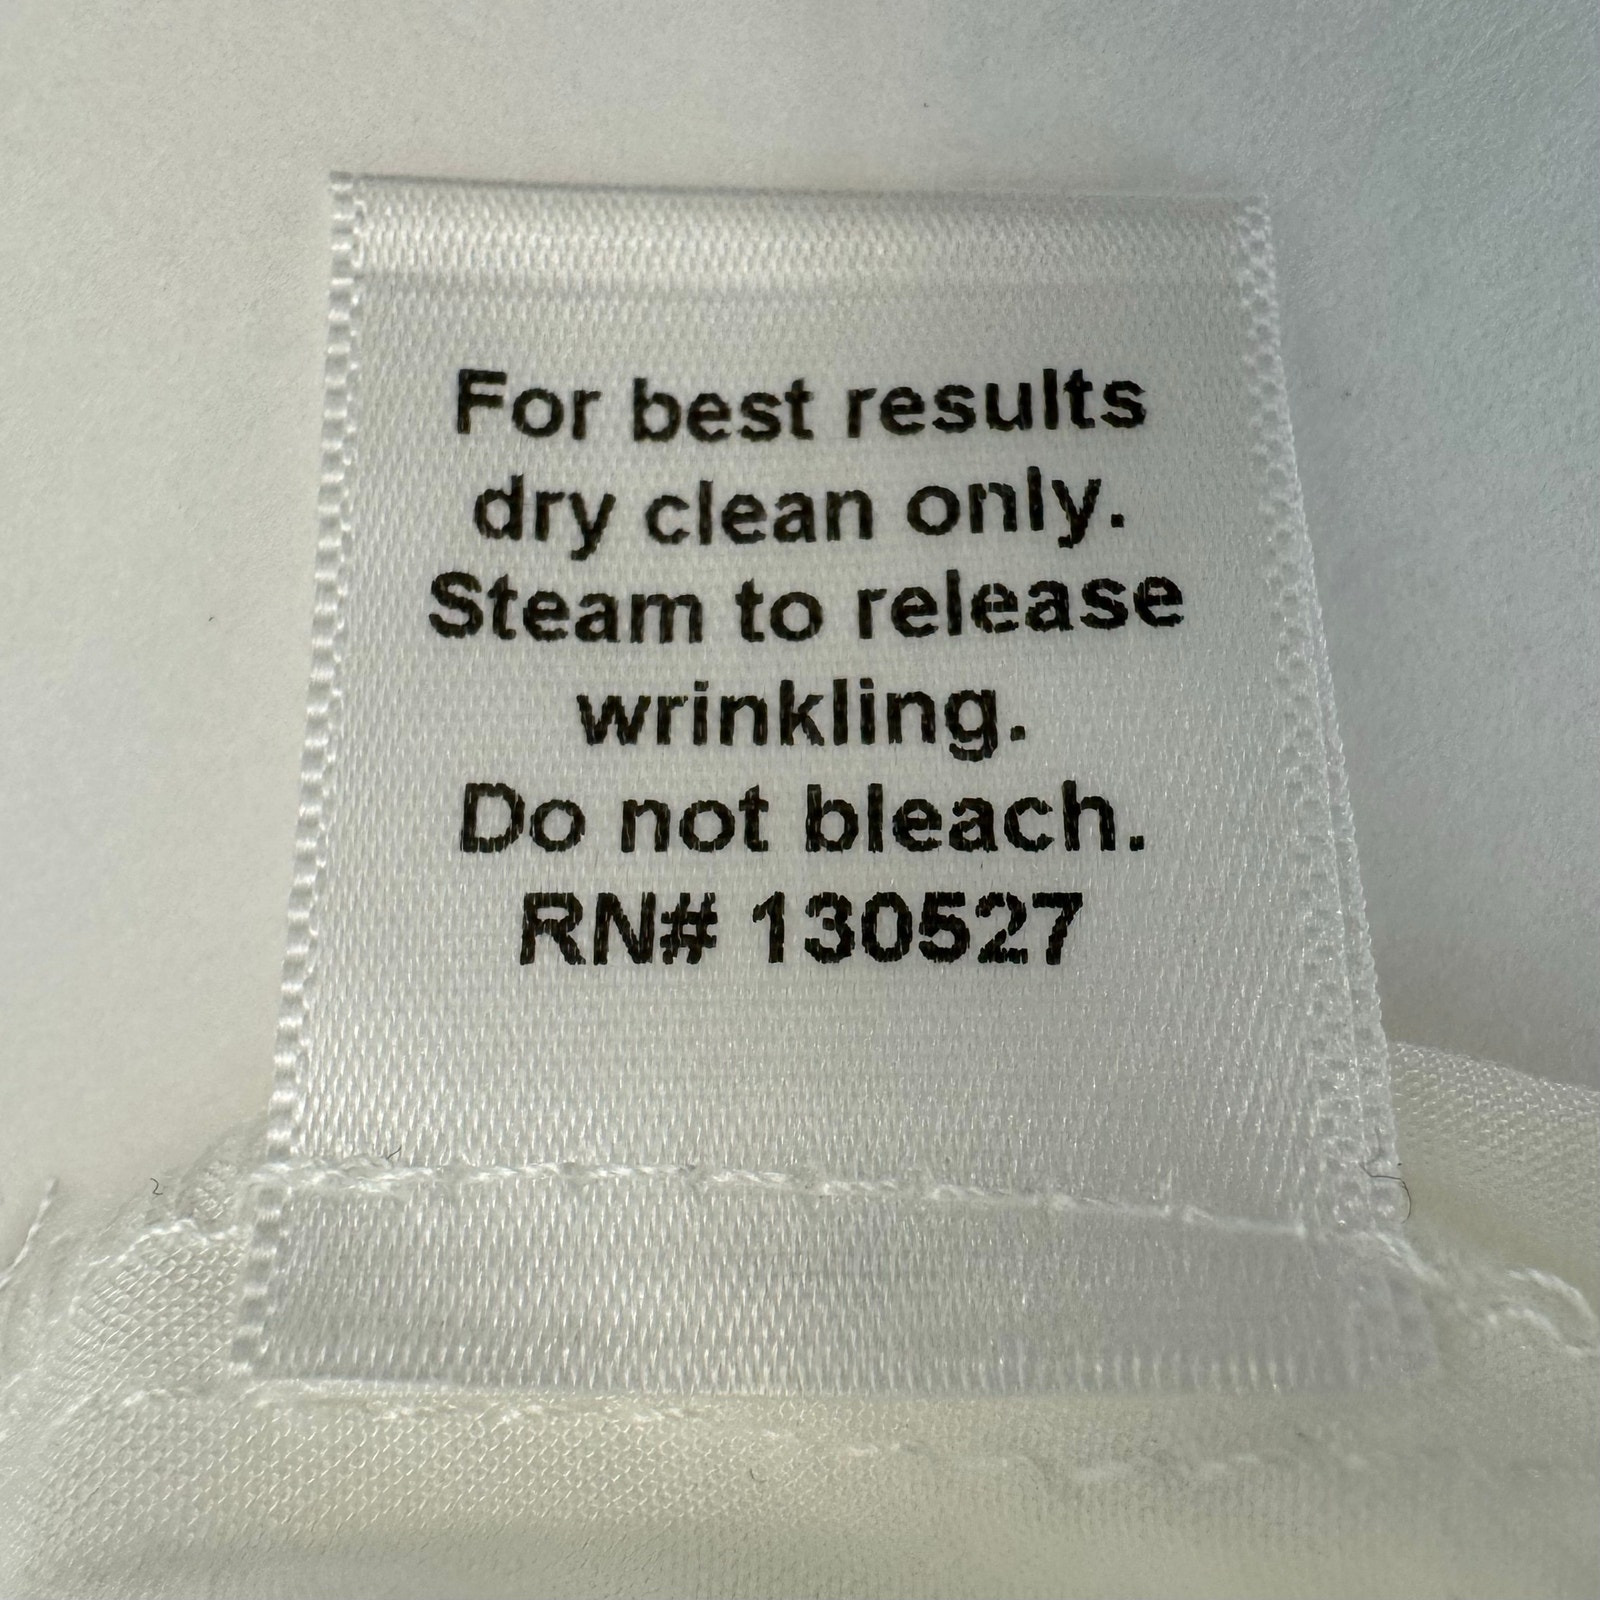 For best results
dry clean only.
Steam to release
wrinkling.
Do not bleach.
RN# 130527